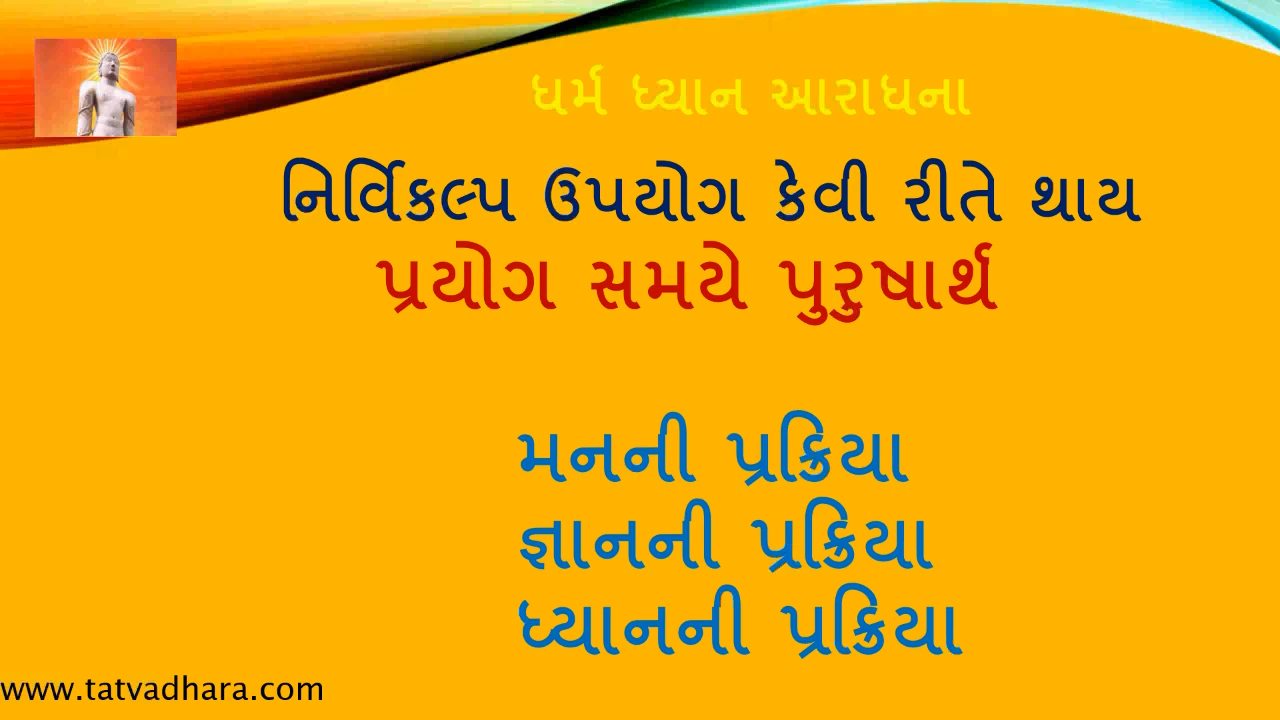 ધર્મ ધ્યાન આરાધના
નિર્વિકલ્પ ઉપયોગ કેવી રીતે થાય
પ્રયોગ સમયે પુરુષાર્થ
મનની પ્રક્રિયા
જ્ઞાનની પ્રક્રિયા
ધ્યાનની પ્રક્રિયા
www.tatvadhara.com